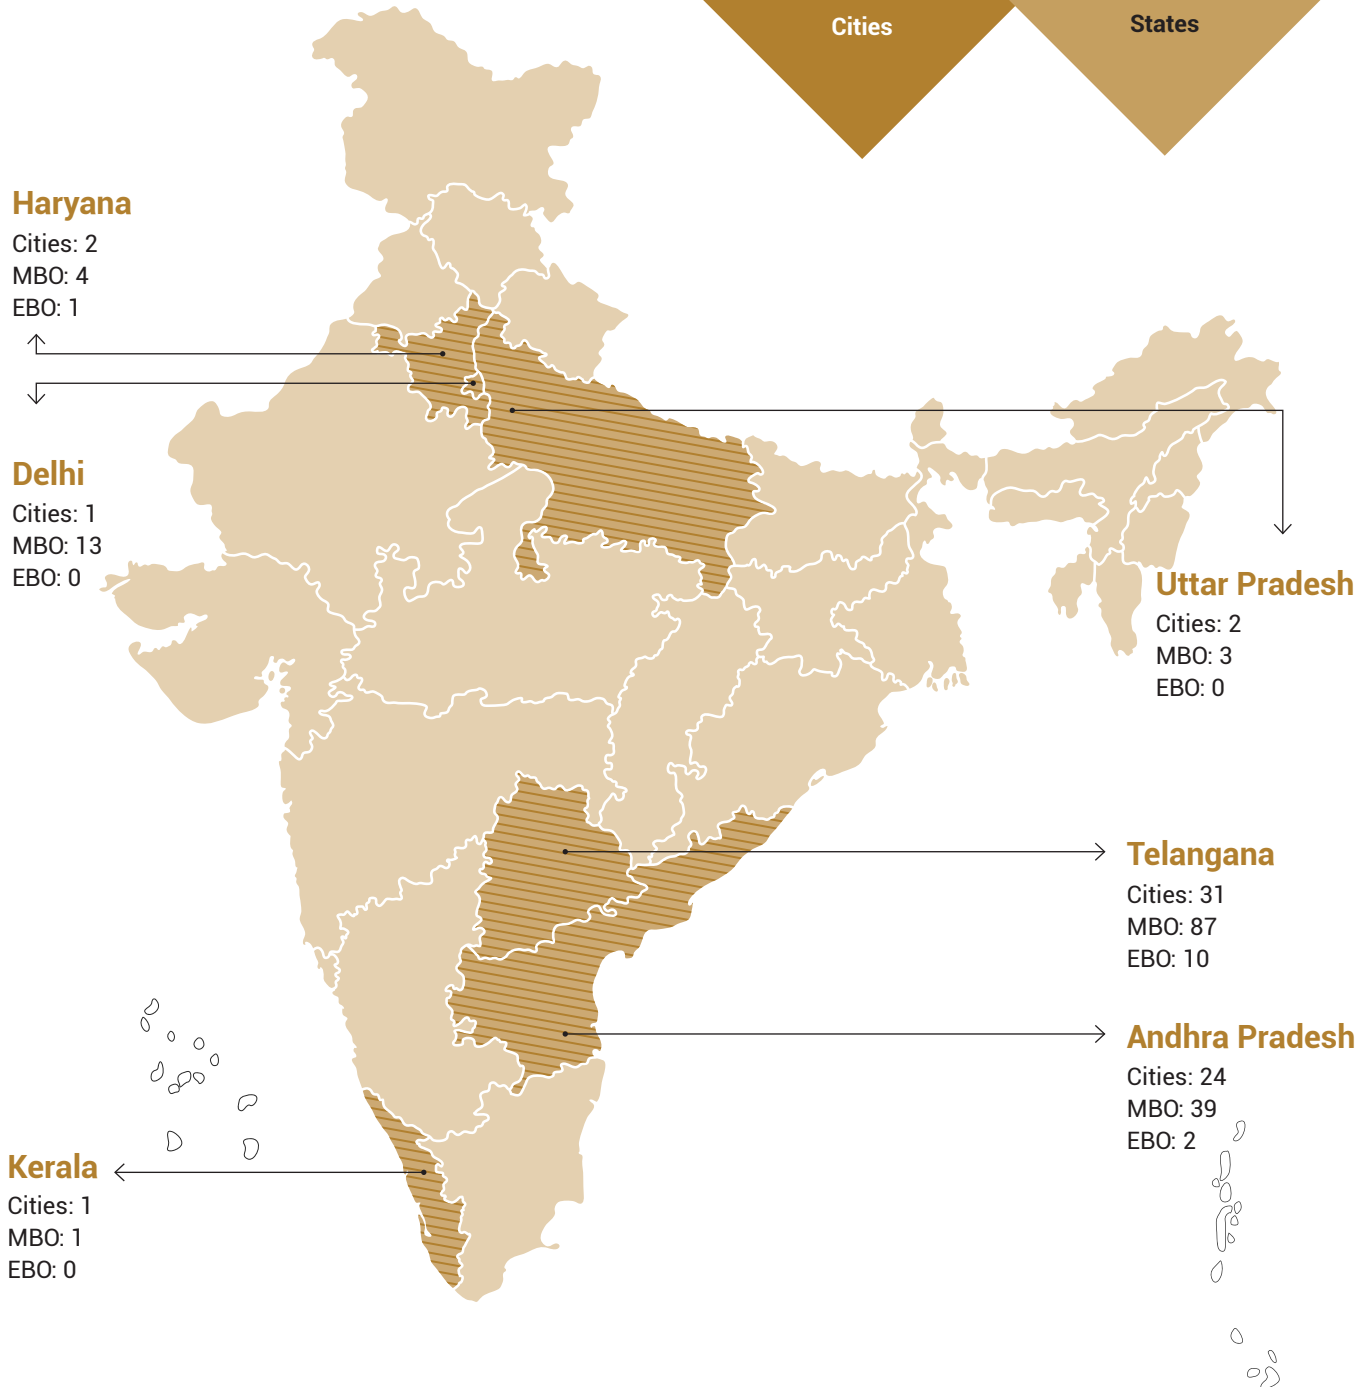 Cities
States
Haryana
Cities: 2
MBO: 4
EBO: 1
Delhi
Cities: 1
MBO: 13
EBO: 0
Uttar Pradesh
Cities: 2
MBO: 3
EBO: 0
Telangana
Cities: 31
MBO: 87
EBO: 10
Andhra Pradesh
Cities: 24
MBO: 39
EBO: 2
Kerala
Cities: 1
MBO: 1
EBO: 0